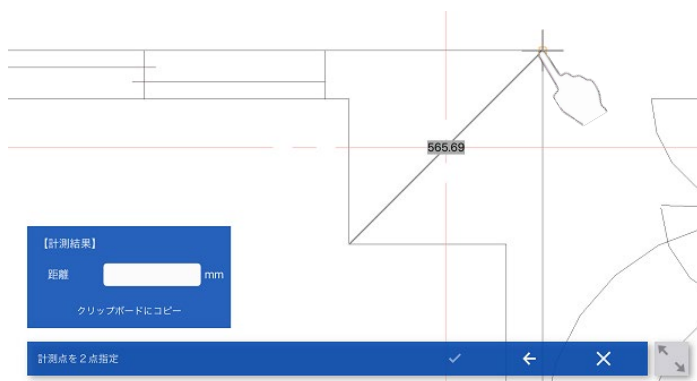 565.69
【計測結果】
距離 mm
クリップボードにコピー
計測点を2点指定